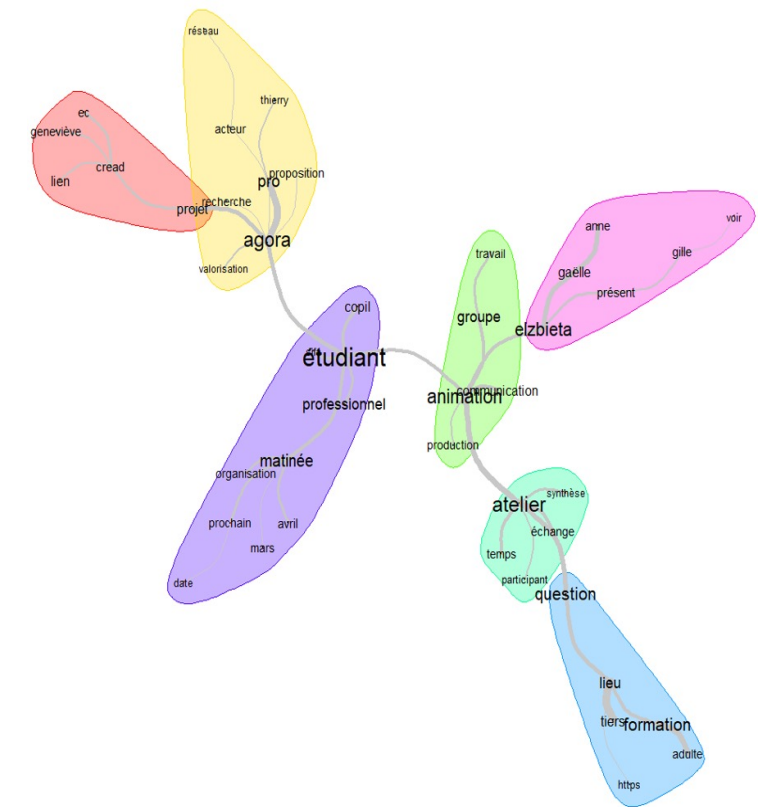 réseau
thierry
acteur
proposition
pro
recherche
agora
valorisation
ec
geneviève
cread
lien
projet
copil
étudiant
professionnel
matinée
organisation
prochain
avril
mars
date
travail
groupe
communication
animation
production
anne
voir
gaëlle
gille
présent
elzbieta
synthèse
atelier
échange
temps
participant
question
lieu
tiers
formation
adulte
https